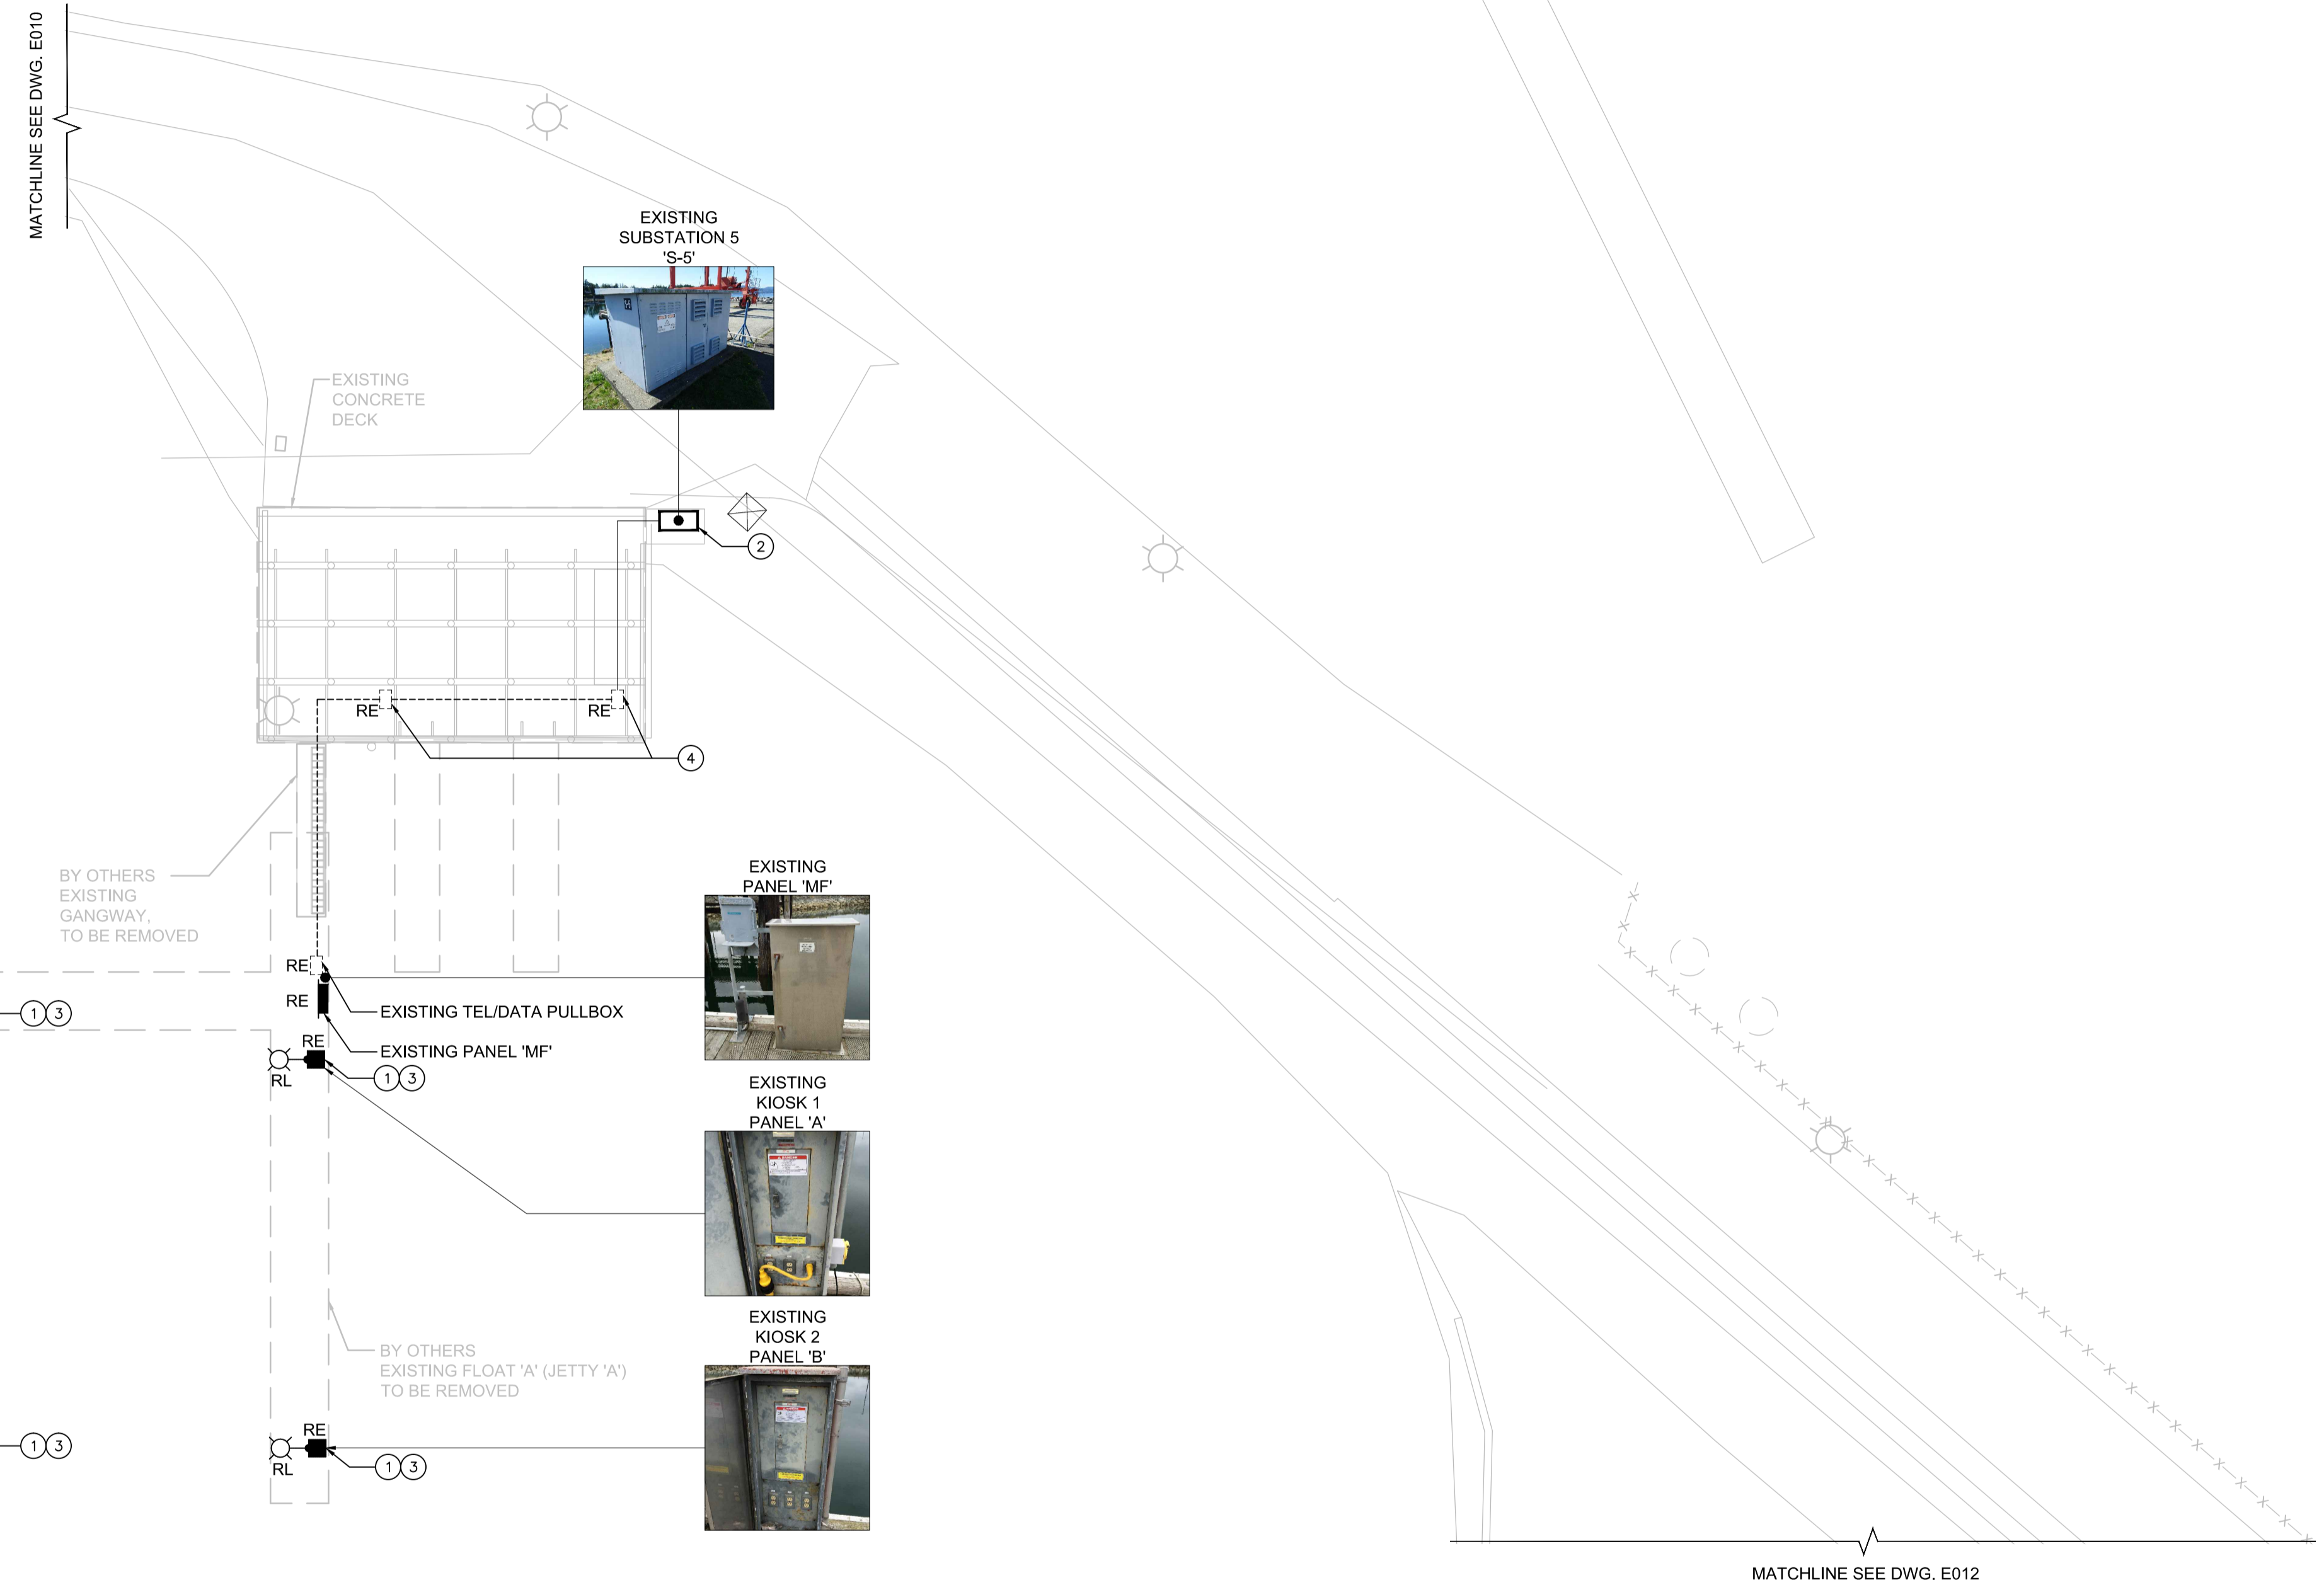 MATCHLINE SEE DWG. E010
EXISTING
SUBSTATION 5
'S-5'
EXISTING
CONCRETE
DECK
2
RE
RE
4
BY OTHERS
EXISTING
GANGWAY,
TO BE REMOVED
EXISTING
PANEL 'MF'
RE
RE
EXISTING TEL/DATA PULLBOX
1 3
RE
EXISTING PANEL 'MF'
RL
1 3
EXISTING
KIOSK 1
PANEL 'A'
EXISTING
KIOSK 2
PANEL 'B'
BY OTHERS
EXISTING FLOAT 'A' (JETTY 'A')
TO BE REMOVED
RE
1 3
RL
1 3
MATCHLINE SEE DWG. E012